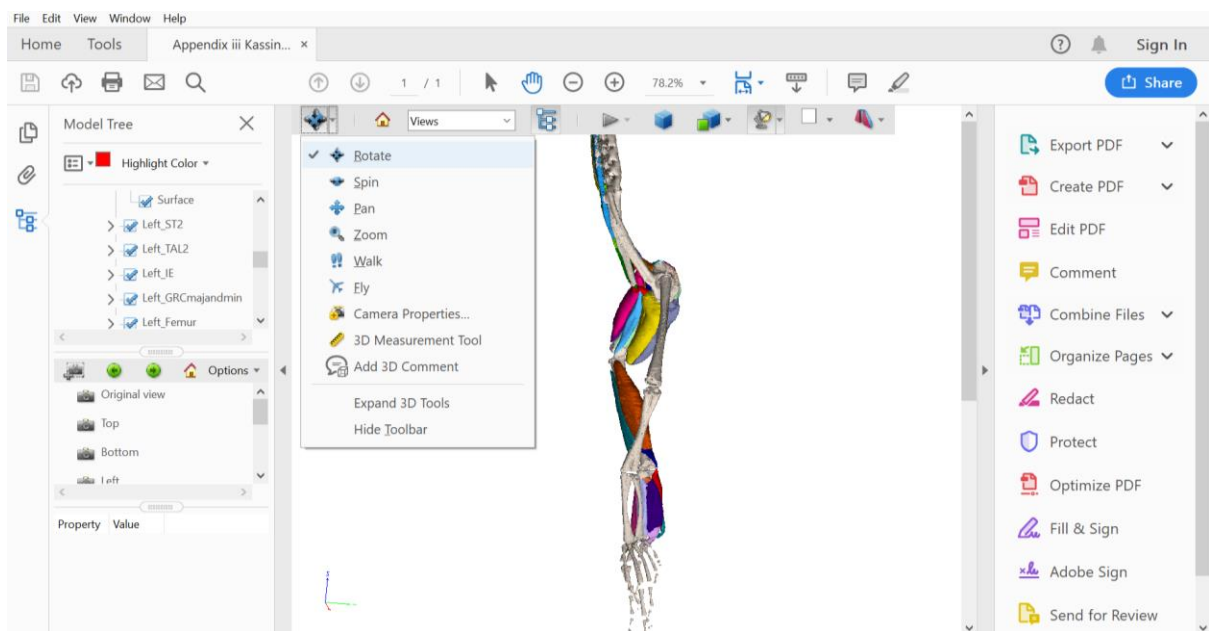 File Edit View Window Help
Home Tools Appendix iii Kassin... × Sign In
1 / 1 78.2% Share
Model Tree
Highlight Color
Surface
Left_ST2
Left_TAL2
Left_IE
Left_GRCmajandmin
Left_Femur
Options
Original view
Top
Bottom
Left
Property Value
Views
Rotate
Spin
Pan
Zoom
Walk
Fly
Camera Properties...
3D Measurement Tool
Add 3D Comment
Expand 3D Tools
Hide Toolbar
Export PDF
Create PDF
Edit PDF
Comment
Combine Files
Organize Pages
Redact
Protect
Optimize PDF
Fill & Sign
Adobe Sign
Send for Review